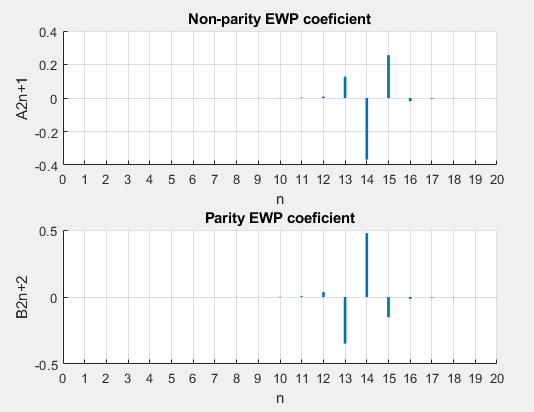 Non-parity EWP coeficient
0.4
0.2
0
-0.2
-0.4
A2n+1
0 1 2 3 4 5 6 7 8 9 10 11 12 13 14 15 16 17 18 19 20
n
Parity EWP coeficient
0.5
0
-0.5
B2n+2
0 1 2 3 4 5 6 7 8 9 10 11 12 13 14 15 16 17 18 19 20
n